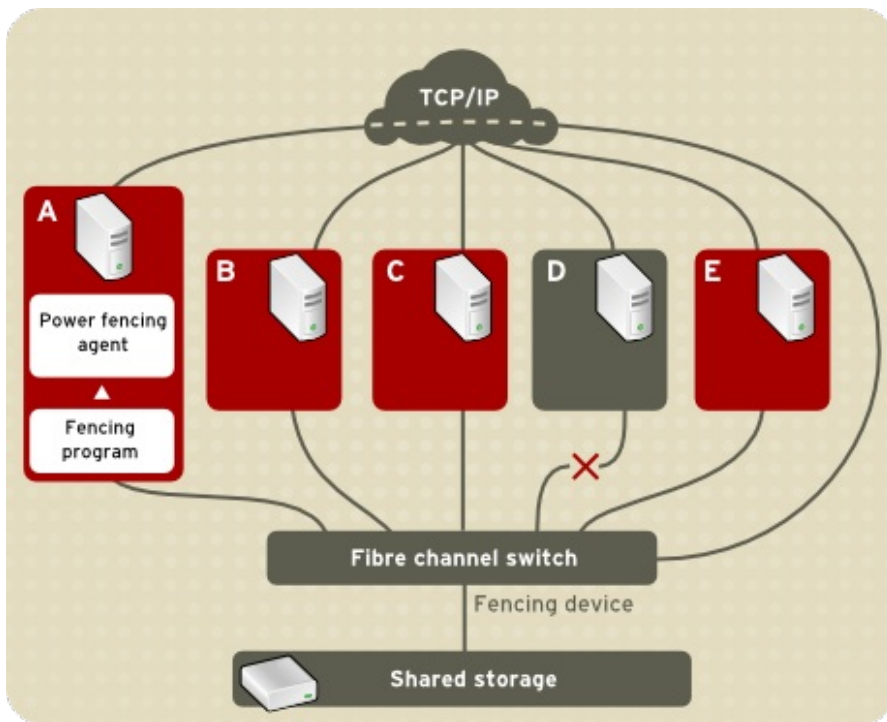 TCP/IP
A
Power fencing
agent
Fencing
program
B
C
D
E
Fibre channel switch
Fencing device
Shared storage